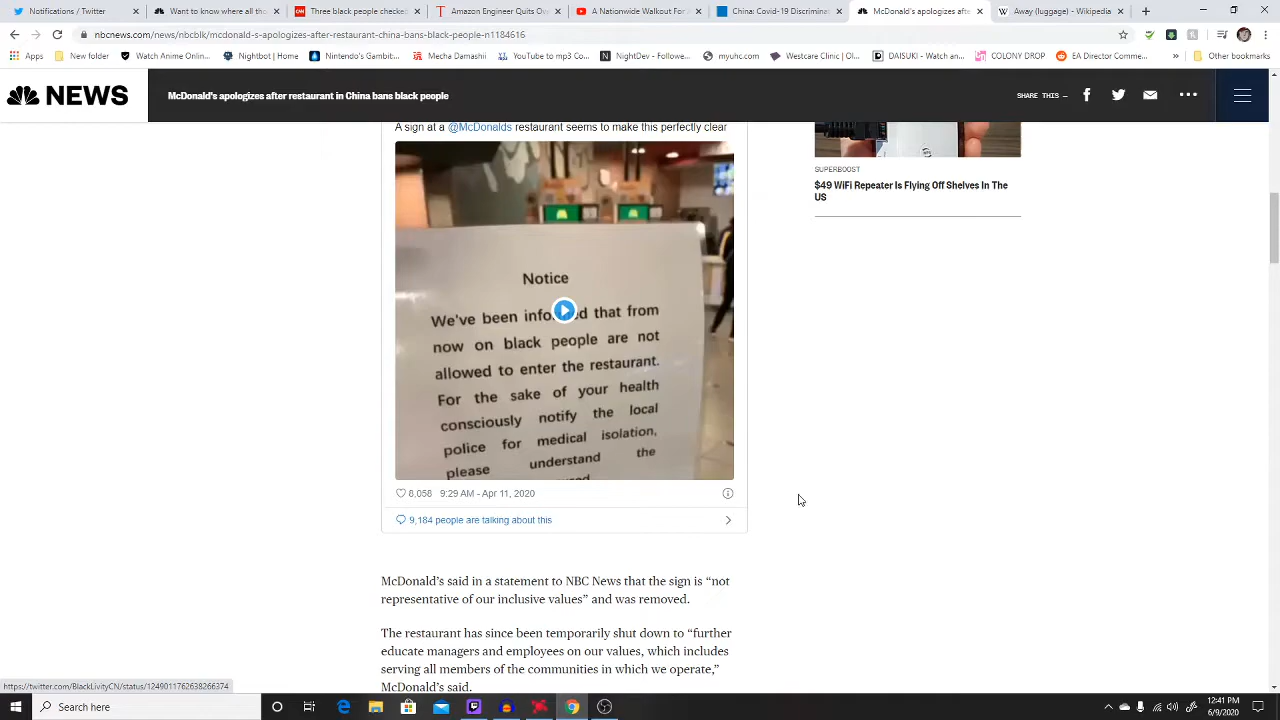 Notifications / Twitter
Want to know where all tho
Three black people checked
Amazon Engineer Quits Ove
A Nationwide Walkout For
China: Covid-19 Discriminat
McDonald's apologizes after
Away (luggage) - Wikipedia
nbcnews.com/news/nbcblk/mcdonald-s-apologizes-after-restaurant-china-bans-black-people-n1184616
Apps
New folder
Watch Anime Onlin...
Nightbot | Home
Nintendo's Gambit:...
Mecha Damashii
YouTube to mp3 Co...
NightDev - Followe...
myuhc.com
Westcare Clinic | Ol...
DAISUKI - Watch an...
COLONY DROP
EA Director Comme...
»
Other bookmarks
NEWS
McDonald's apologizes after restaurant in China bans black people
SHARE THIS —
A sign at a @McDonalds restaurant seems to make this perfectly clear
Notice
We've been that from
now on black people are not
allowed to enter the restaurant.
For the sake of your health
consciously notify the local
police for medical isolation,
please understand the
8,058 9:29 AM - Apr 11, 2020
9,184 people are talking about this
McDonald's said in a statement to NBC News that the sign is “not
representative of our inclusive values” and was removed.
The restaurant has since been temporarily shut down to “further
educate managers and employees on our values, which includes
serving all members of the communities in which we operate,”
McDonald's said.
SUPERBOOST
$49 WiFi Repeater Is Flying Off Shelves In The
US
https://twitter.com/BlackLivityCN/status/1249011762638266374
Search here
12:41 PM
6/9/2020